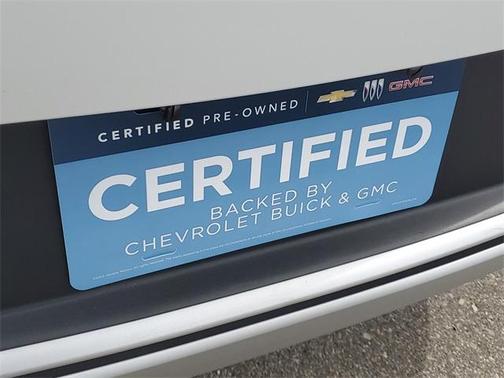 CERTIFIED PRE-OWNED
GMC
CERTIFIED
BACKED BY
CHEVROLET BUICK & GMC